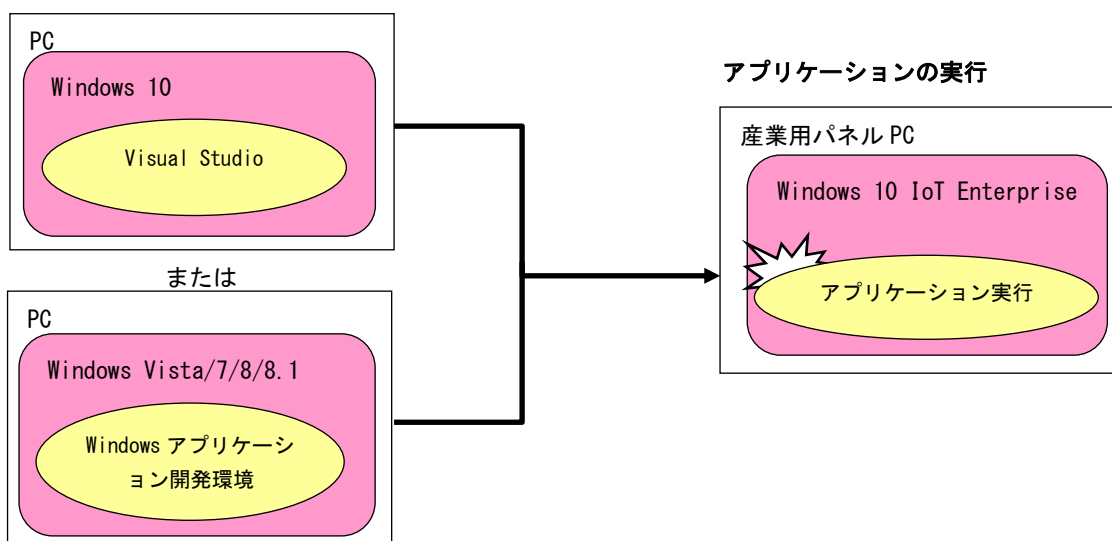 PC
Windows 10
Visual Studio
または
PC
Windows Vista/7/8/8.1
Windows アプリケーシ
ョン開発環境
アプリケーションの実行
産業用パネル PC
Windows 10 IoT Enterprise
アプリケーション実行